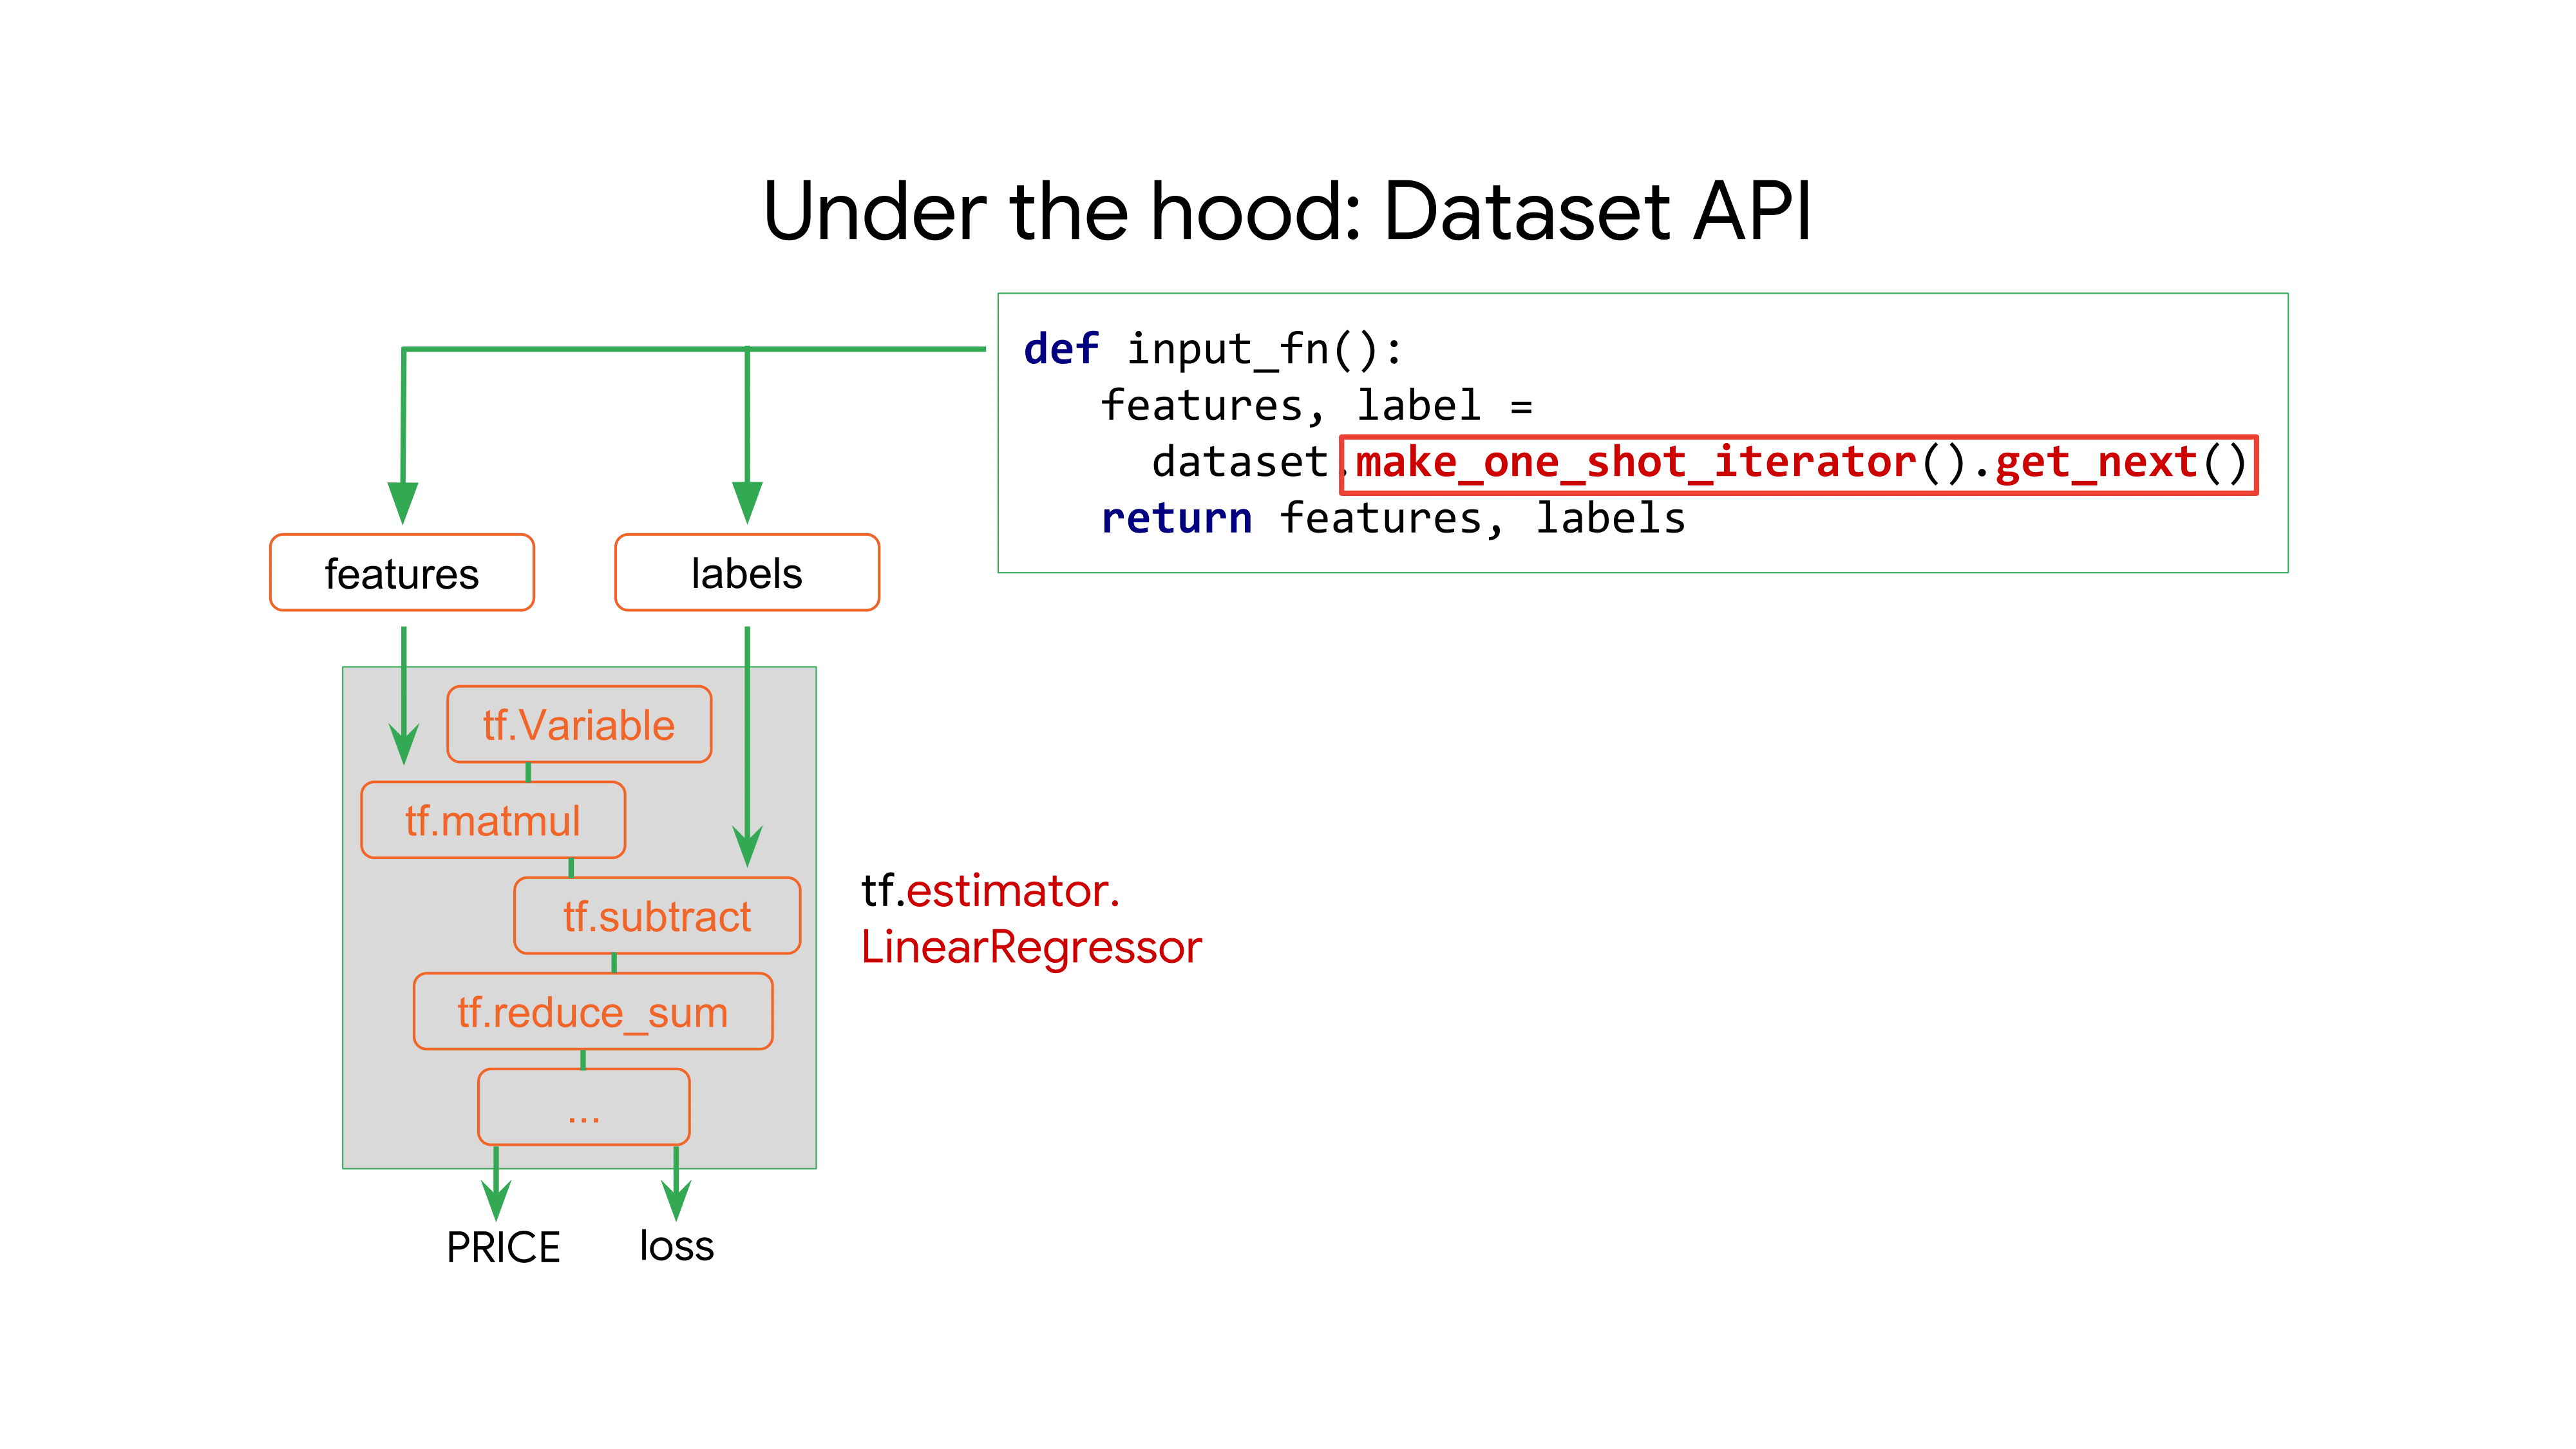 Under the hood: Dataset API
def input_fn():
features, label =
dataset.make_one_shot_iterator().get_next()
return features, labels
features
labels
tf.Variable
tf.matmul
tf.subtract
tf.reduce_sum
...
tf.estimator.
LinearRegressor
PRICE
loss